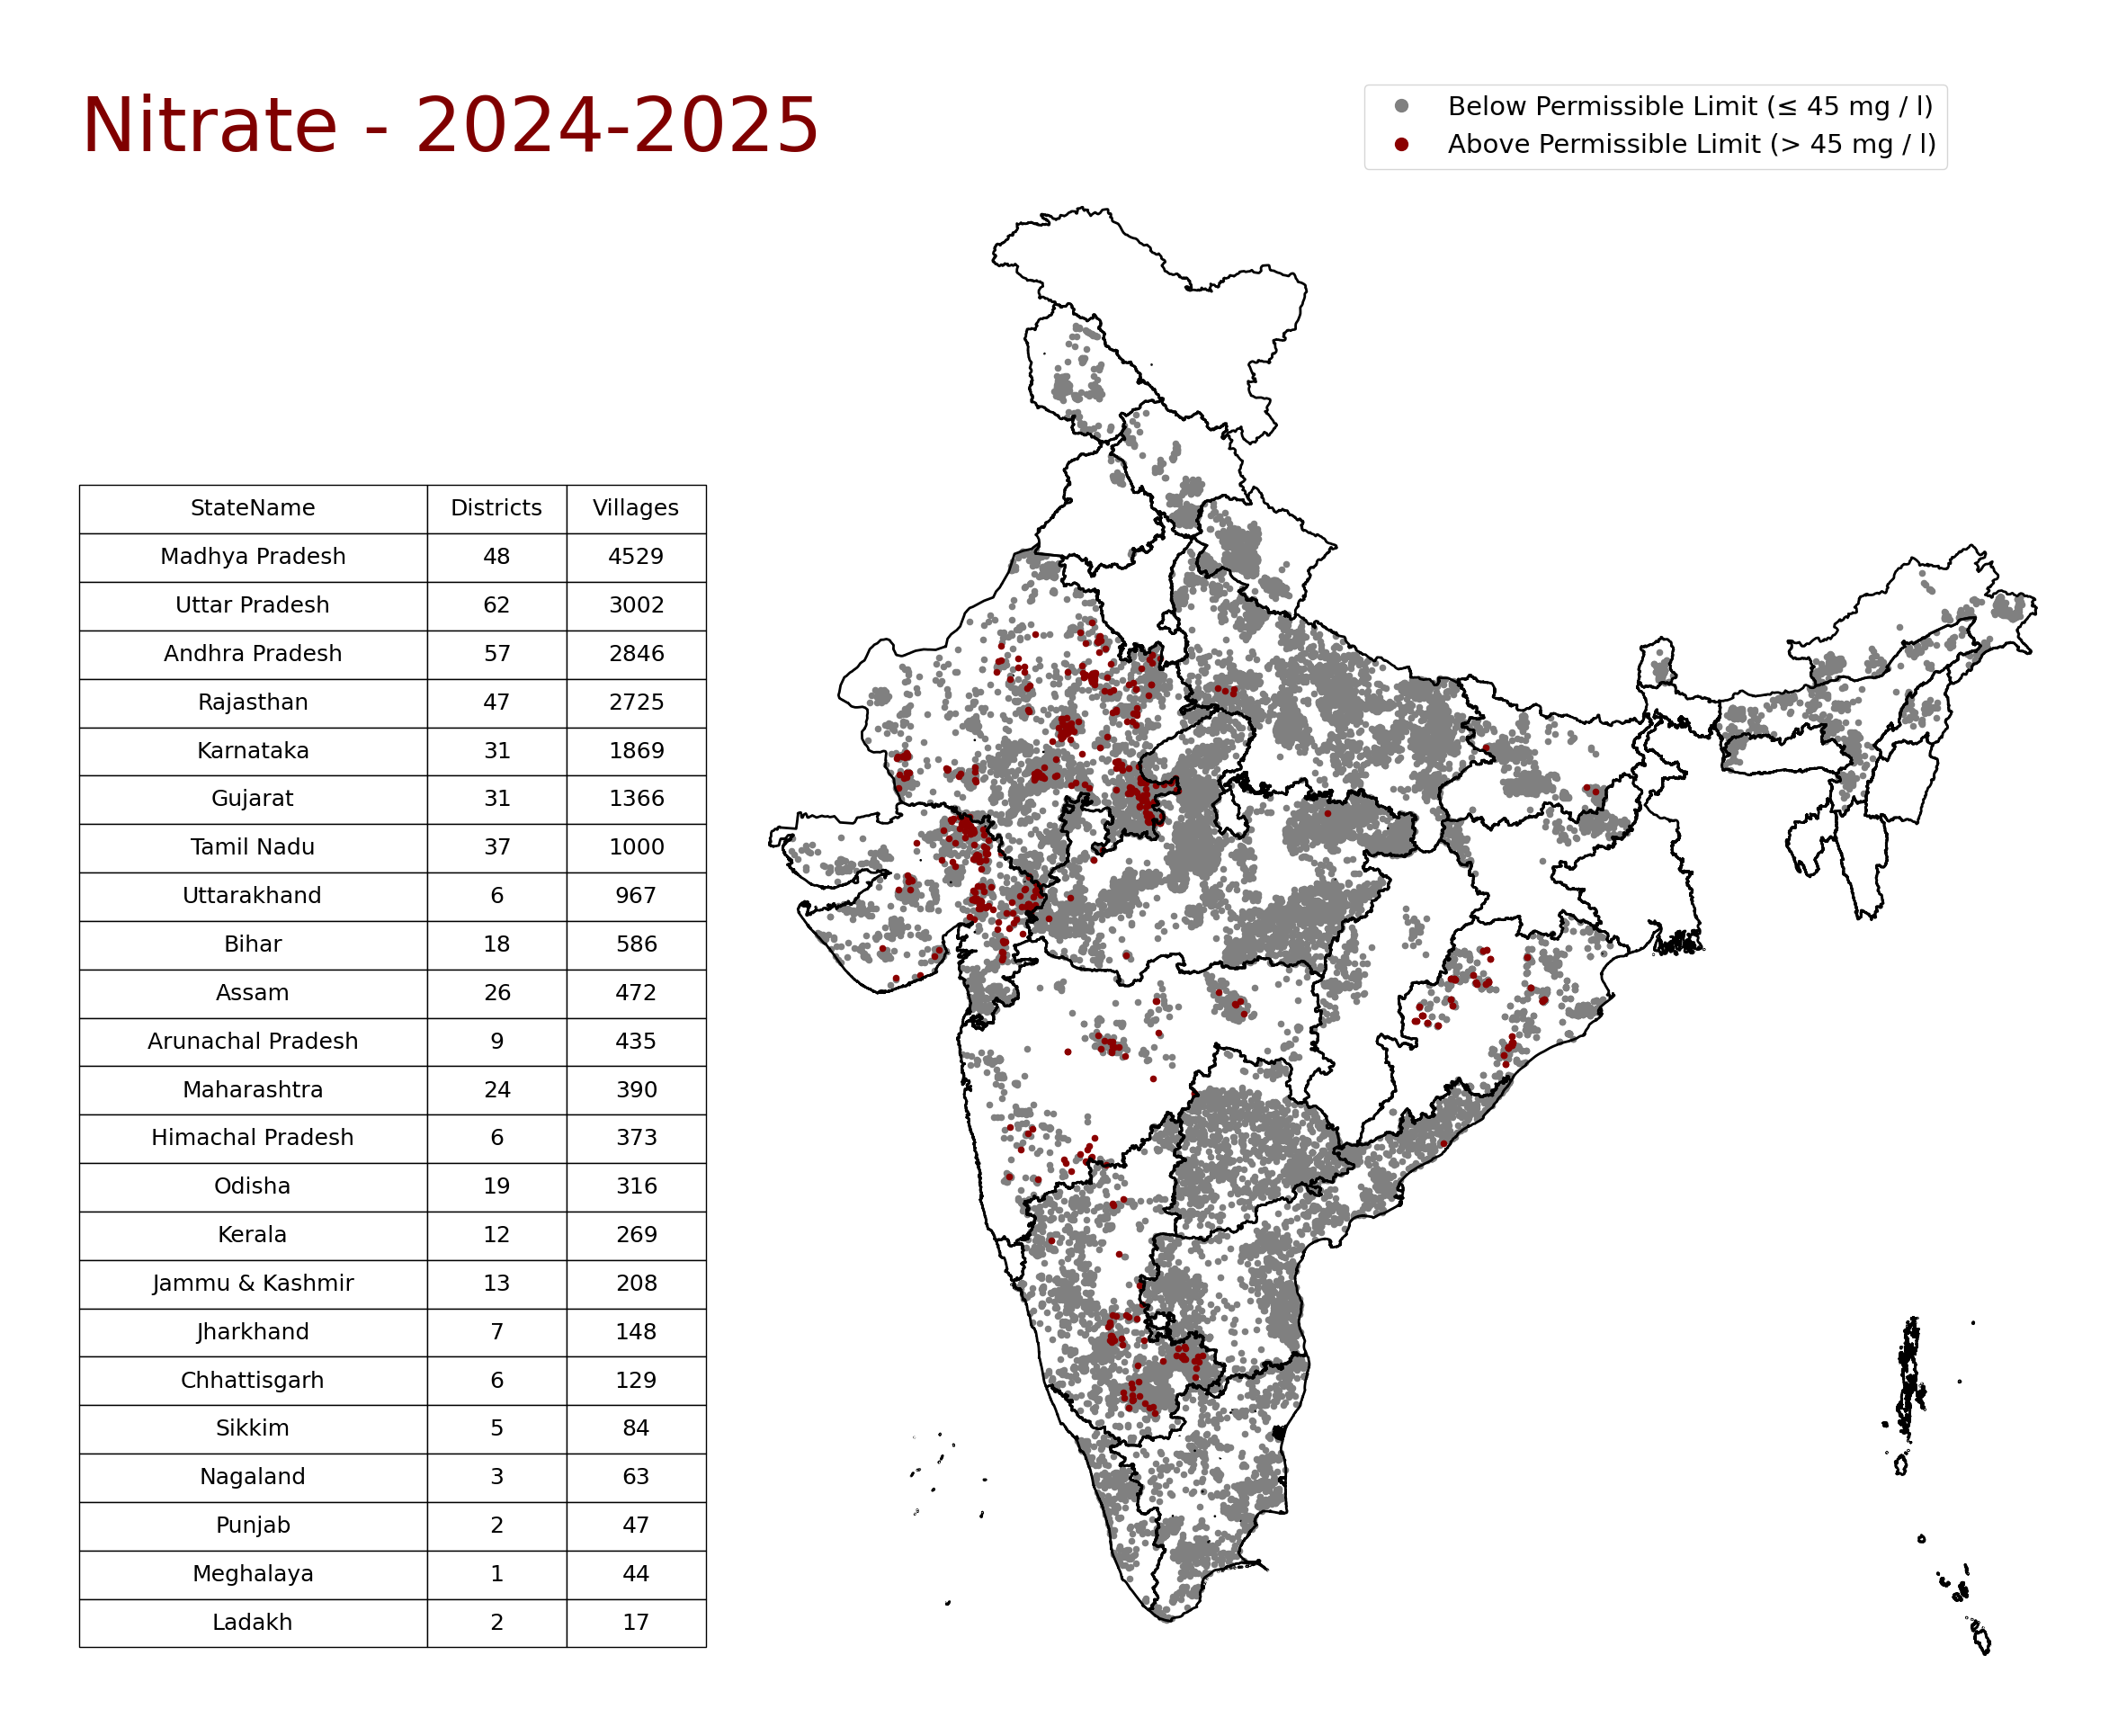 Nitrate - 2024-2025
Below Permissible Limit (≤ 45 mg / l)
Above Permissible Limit (> 45 mg / l)
StateName Districts Villages
Madhya Pradesh 48 4529
Uttar Pradesh 62 3002
Andhra Pradesh 57 2846
Rajasthan 47 2725
Karnataka 31 1869
Gujarat 31 1366
Tamil Nadu 37 1000
Uttarakhand 6 967
Bihar 18 586
Assam 26 472
Arunachal Pradesh 9 435
Maharashtra 24 390
Himachal Pradesh 6 373
Odisha 19 316
Kerala 12 269
Jammu & Kashmir 13 208
Jharkhand 7 148
Chhattisgarh 6 129
Sikkim 5 84
Nagaland 3 63
Punjab 2 47
Meghalaya 1 44
Ladakh 2 17